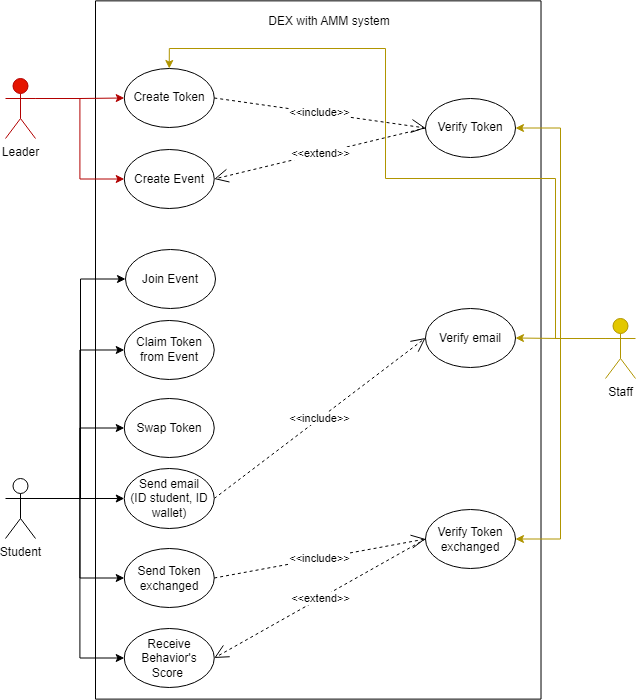 DEX with AMM system
Create Token
<<include>>
Verify Token
Leader
<<extend>>
Create Event
Join Event
Claim Token
from Event
Verify email
Staff
<<include>>
Swap Token
Send email
(ID student, ID
wallet)
Student
Verify Token
exchanged
<<include>>
Send Token
exchanged
<<extend>>
Receive
Behavior's
Score